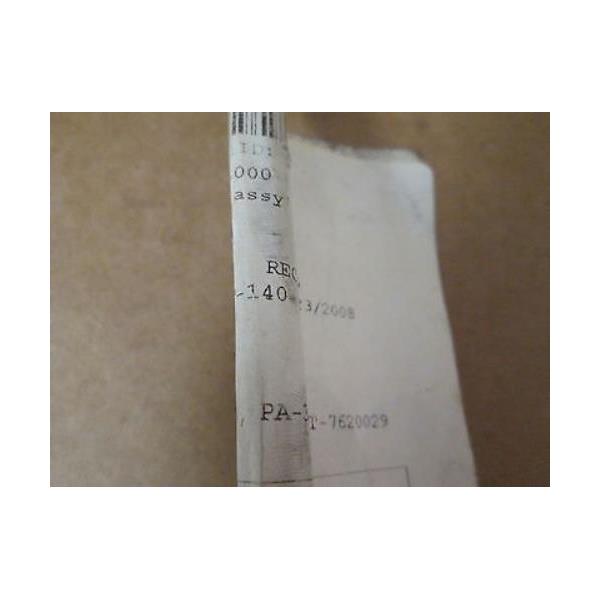 ID:
000
assy
REC
-140-
3/2008
PA-
T-7620029